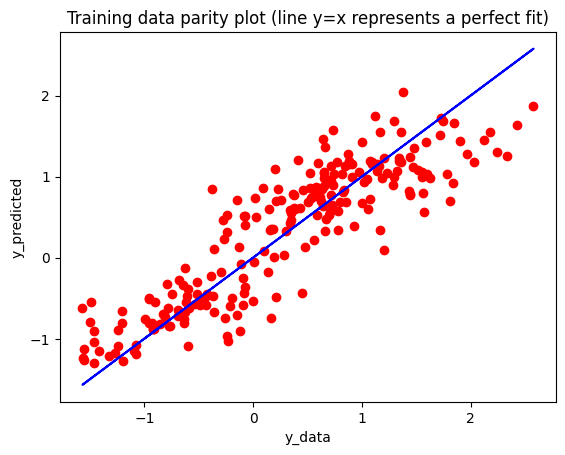 Training data parity plot (line y=x represents a perfect fit)
y_predicted
2
1
0
−1
−1
0
1
2
y_data